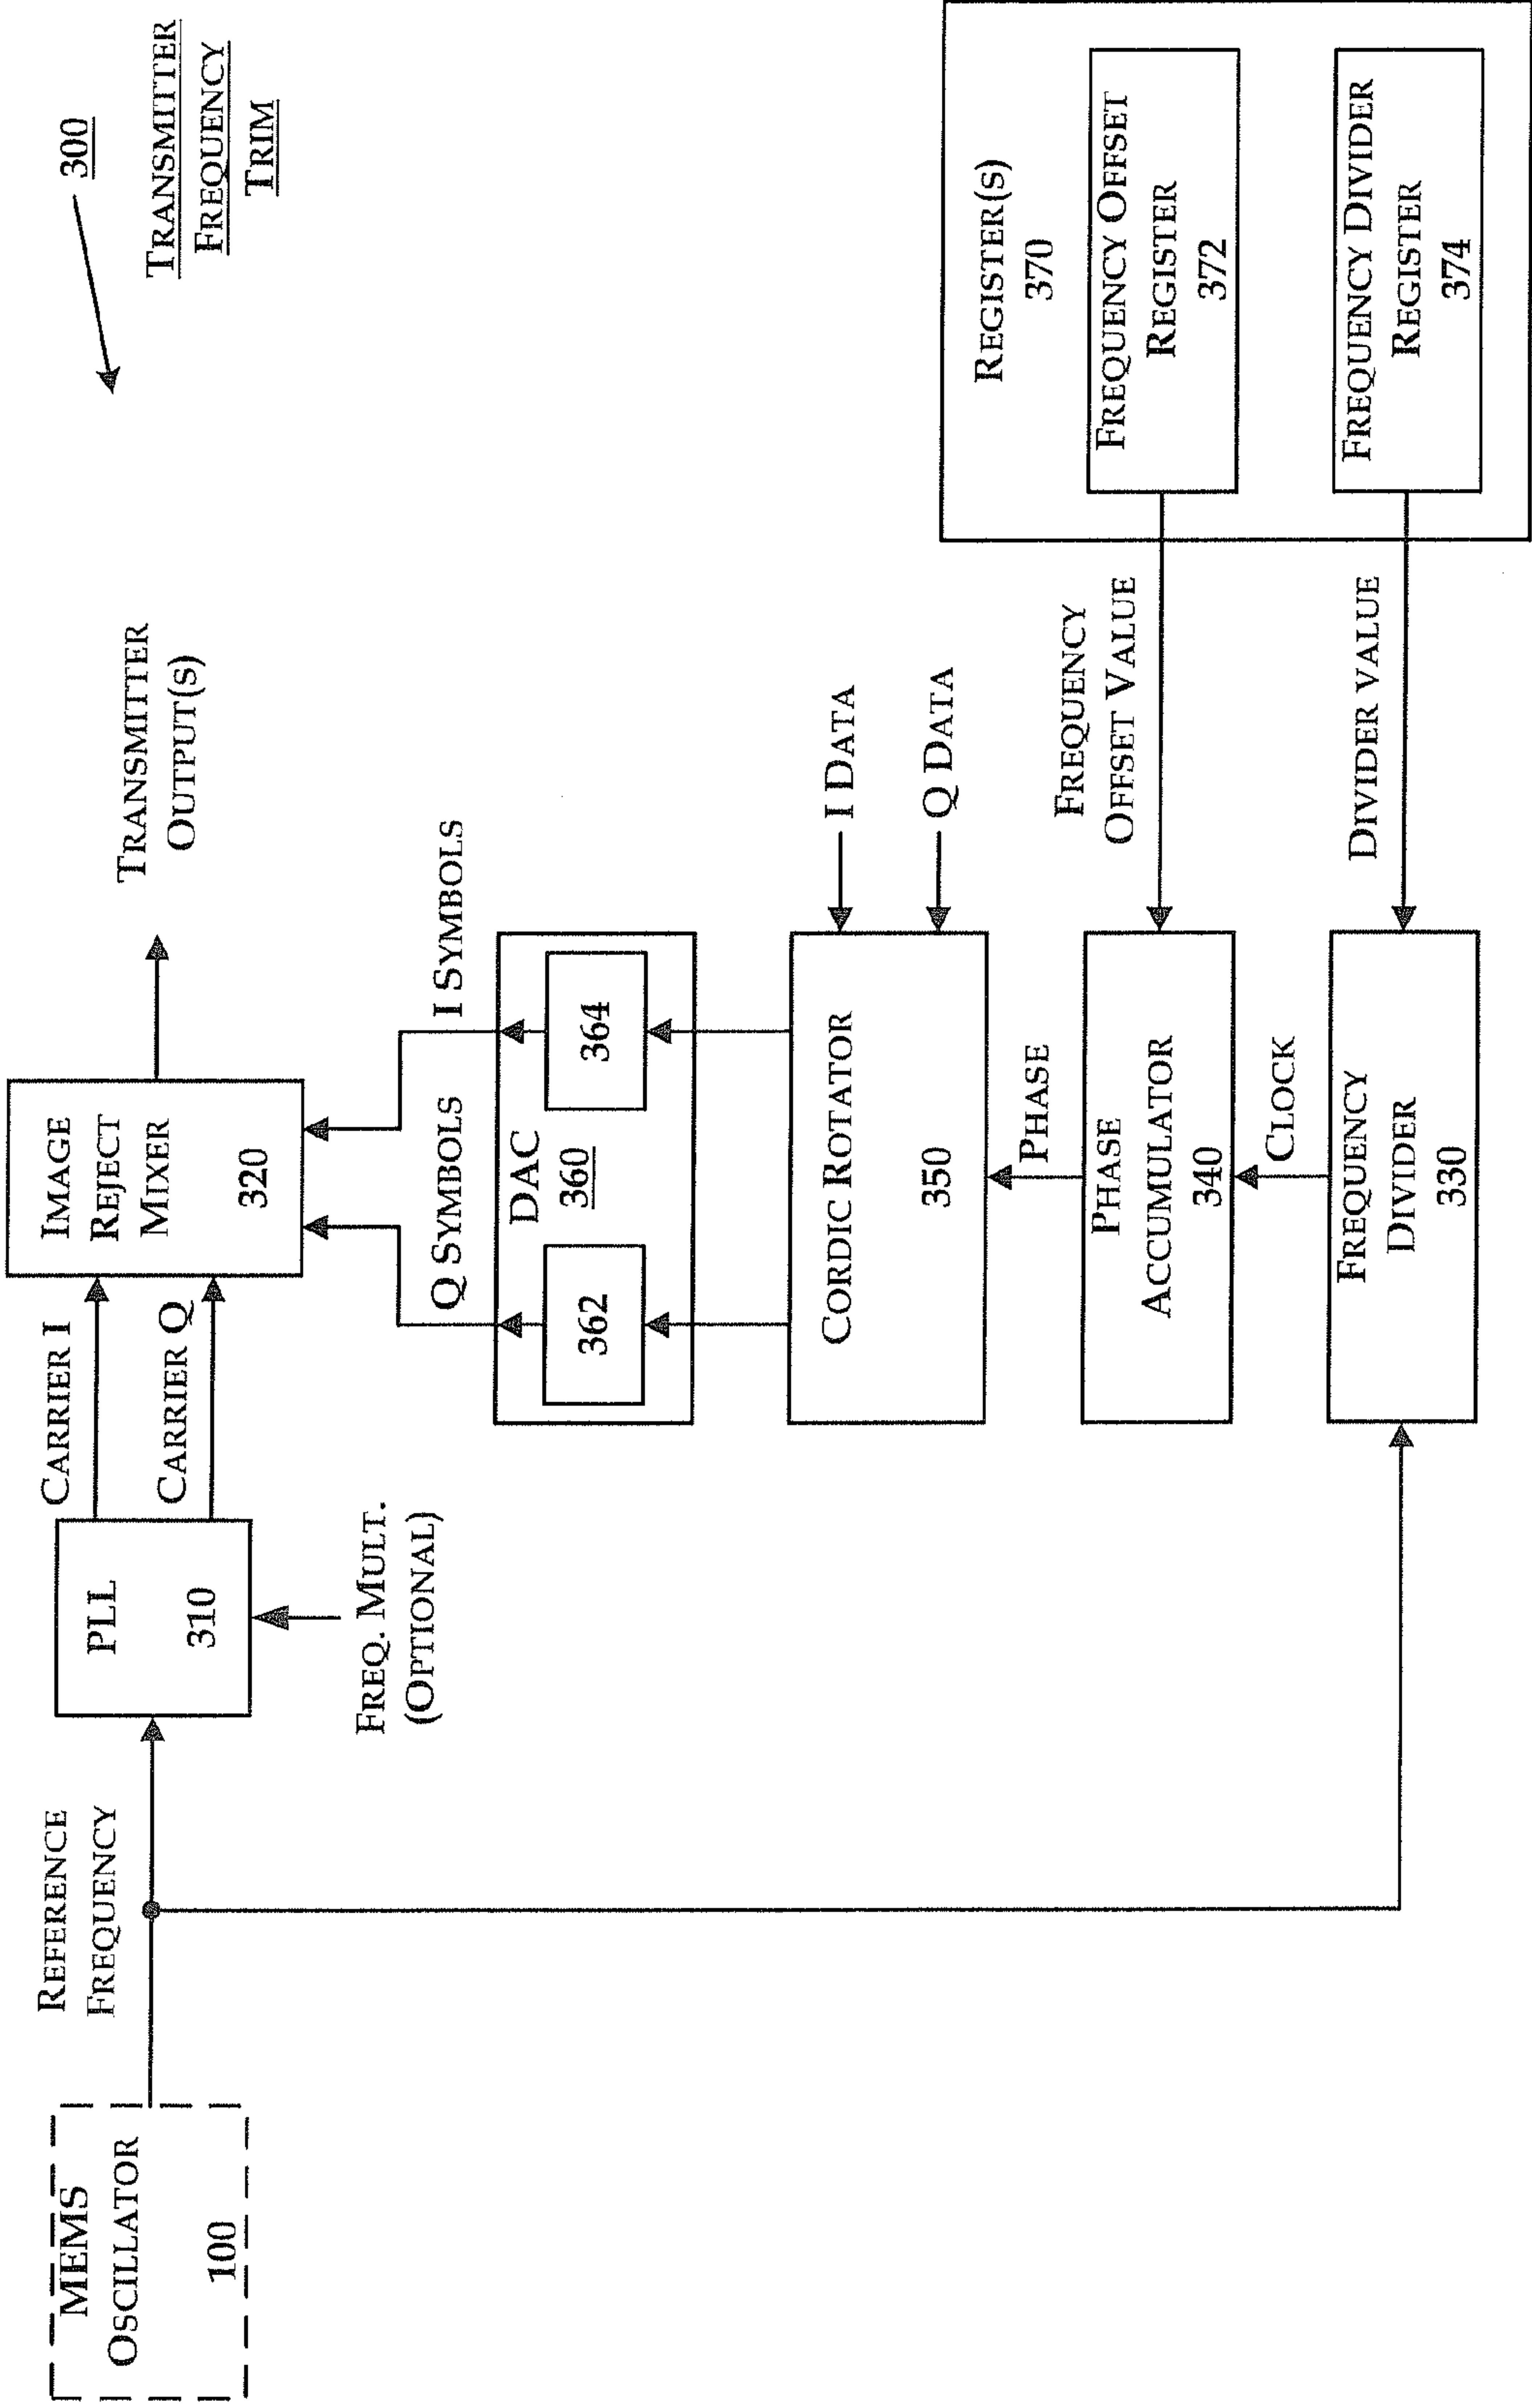 300
TRANSMITTER
FREQUENCY
TRIM
MEMS
OSCILLATOR
100
REFERENCE
FREQUENCY
PLL
310
FREQ. MULT.
(OPTIONAL)
CARRIER I
CARRIER Q
IMAGE
REJECT
MIXER
320
TRANSMITTER
OUTPUT(S)
Q SYMBOLS
I SYMBOLS
DAC
360
362
364
CORDIC ROTATOR
350
I DATA
Q DATA
PHASE
PHASE
ACCUMULATOR
340
FREQUENCY
OFFSET VALUE
CLOCK
FREQUENCY
DIVIDER
330
DIVIDER VALUE
REGISTER(S)
370
FREQUENCY OFFSET
REGISTER
372
FREQUENCY DIVIDER
REGISTER
374